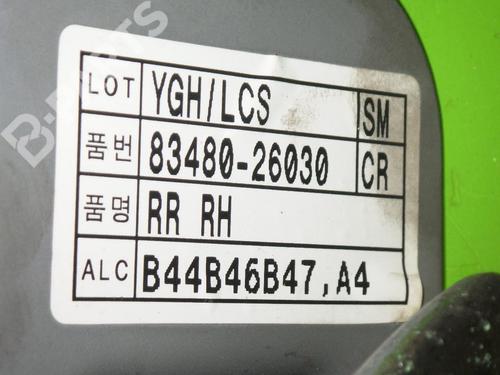 B-PARTS
LOT YGH/LCS SM
품번 83480-26030 CR
품명 RR RH
ALC B44B46B47,A4